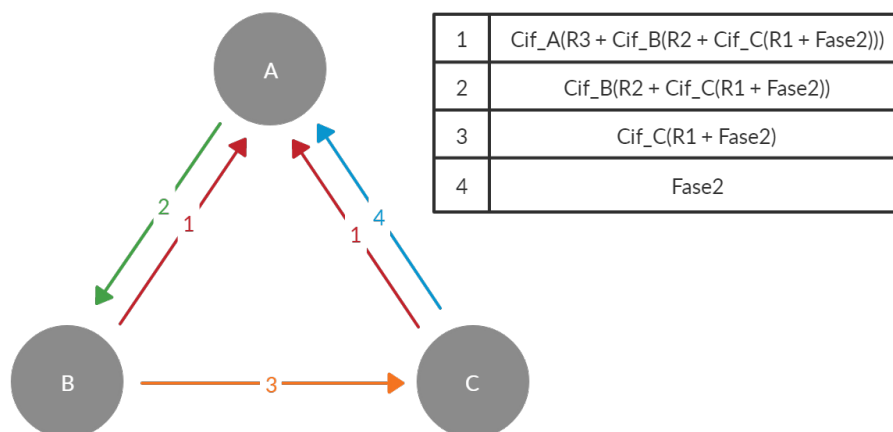 A
1 Cif_A(R3 + Cif_B(R2 + Cif_C(R1 + Fase2)))
2 Cif_B(R2 + Cif_C(R1 + Fase2))
3 Cif_C(R1 + Fase2)
4 Fase2
2
1
1
4
B
3
C